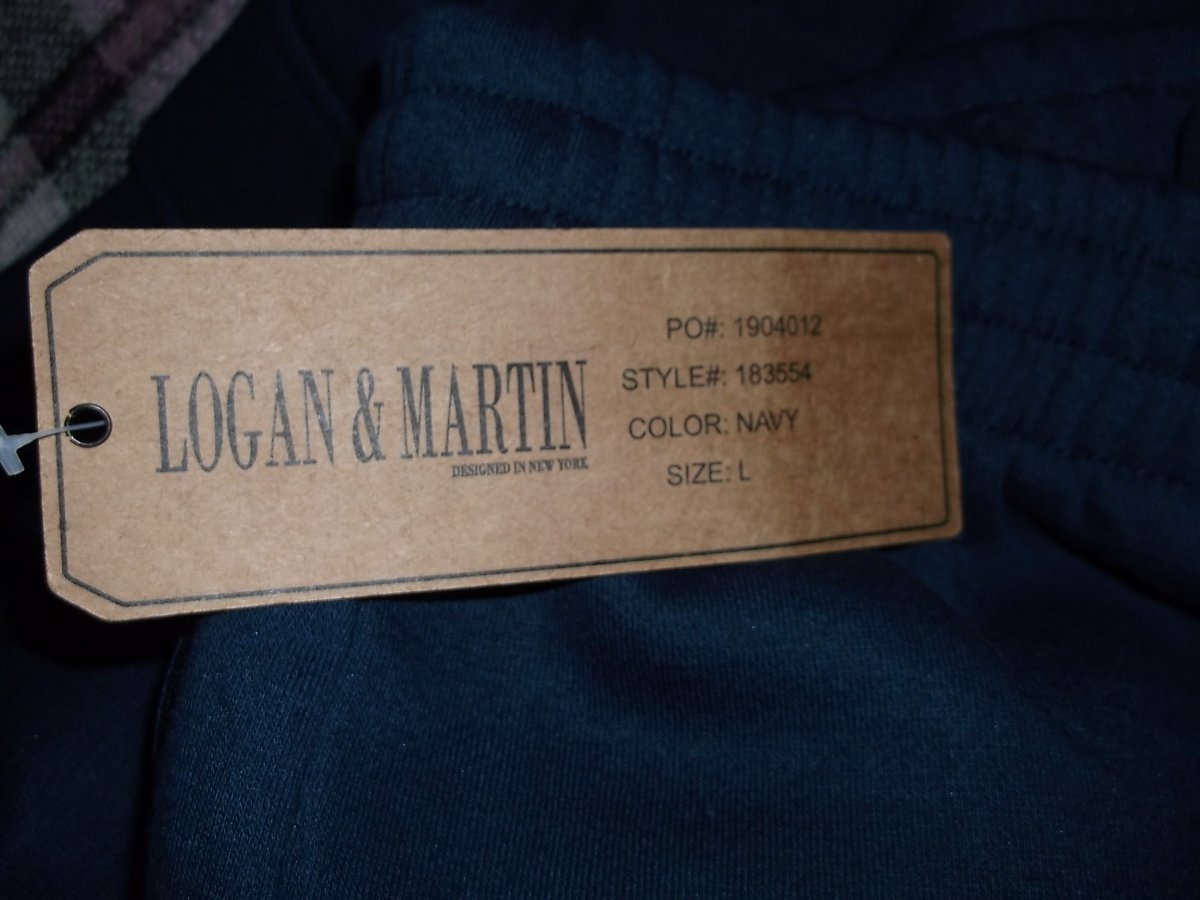 LOGAN & MARTIN
DESIGNED IN NEW YORK
PO#: 1904012
STYLE#: 183554
COLOR: NAVY
SIZE: L